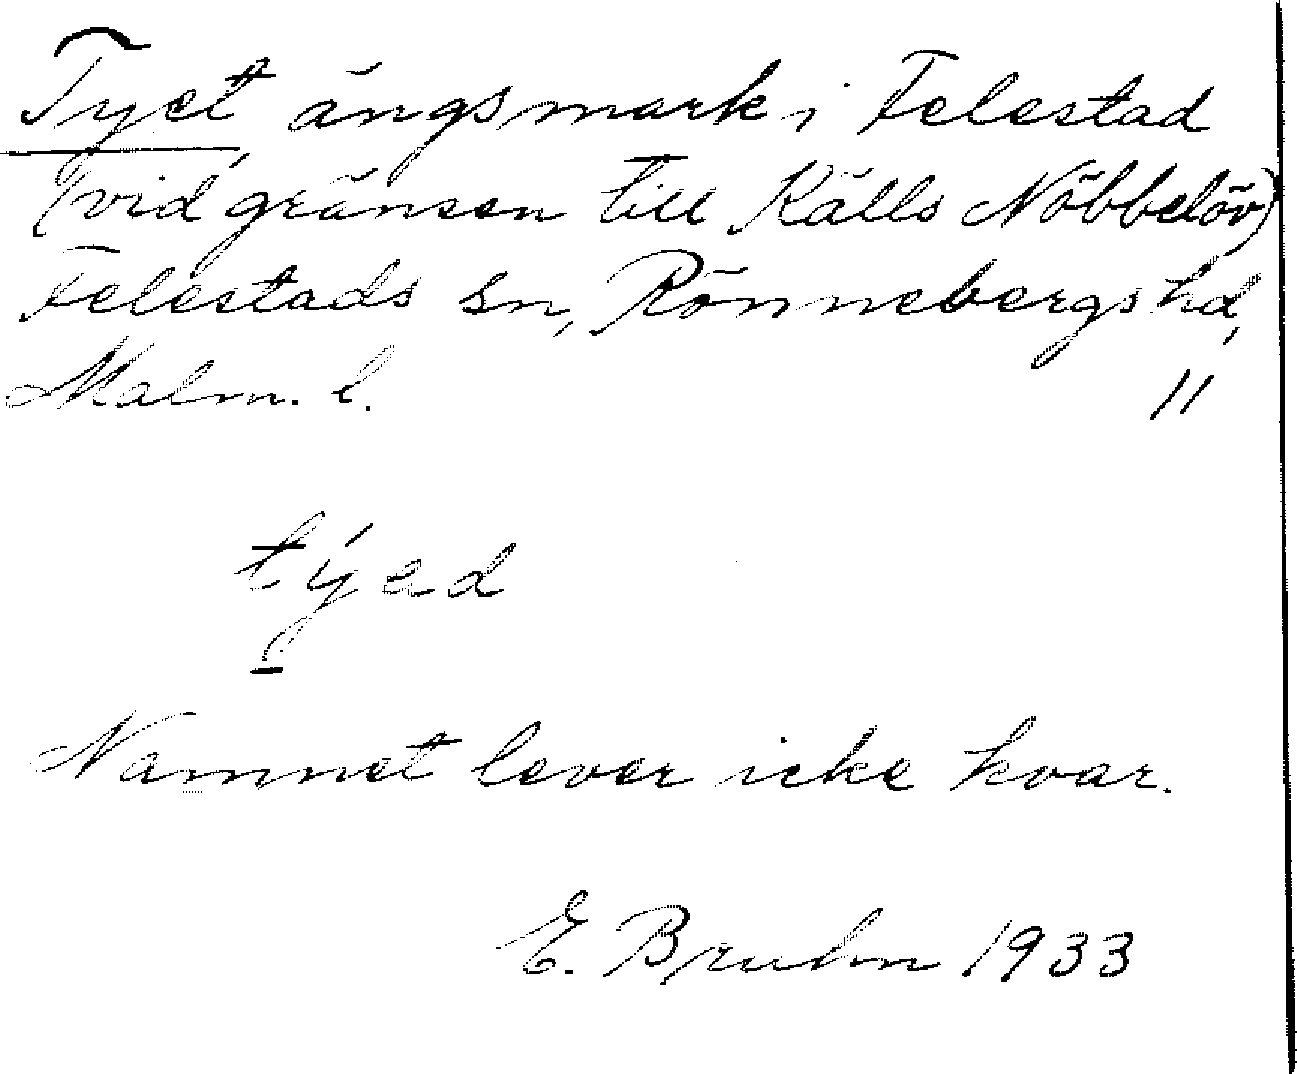 Tyet, ängsmark i Felestad
(vid gränsen till Källs Nöbbelöv)
Felestads sn, Rönnebergs hd,
Malm. l. 11
týəd
Namnet lever icke kvar.
E. Bruhn 1933